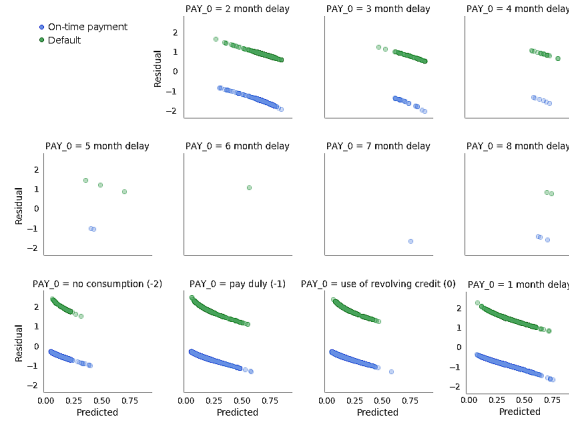 PAY_0 = 2 month delay PAY_0 = 3 month delay PAY_0 = 4 month delay
On-time payment
Default
Residual
2
1
0
−1
−2
PAY_0 = 5 month delay PAY_0 = 6 month delay PAY_0 = 7 month delay PAY_0 = 8 month delay
Residual
2
1
0
−1
−2
PAY_0 = no consumption (-2) PAY_0 = pay duly (-1) PAY_0 = use of revolving credit (0) PAY_0 = 1 month delay
Residual
2
1
0
−1
−2
0.00 0.25 0.50 0.75 0.00 0.25 0.50 0.75 0.00 0.25 0.50 0.75 0.00 0.25 0.50 0.75
Predicted Predicted Predicted Predicted